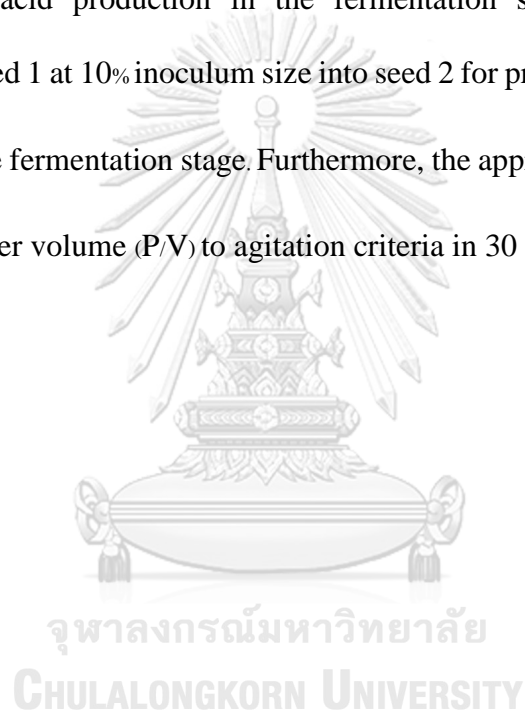 acid production in the fermentation s
ed 1 at 10% inoculum size into seed 2 for pr
e fermentation stage. Furthermore, the app
er volume (P/V) to agitation criteria in 30
จุฬาลงกรณ์มหาวิทยาลัย
CHULALONGKORN UNIVERSITY